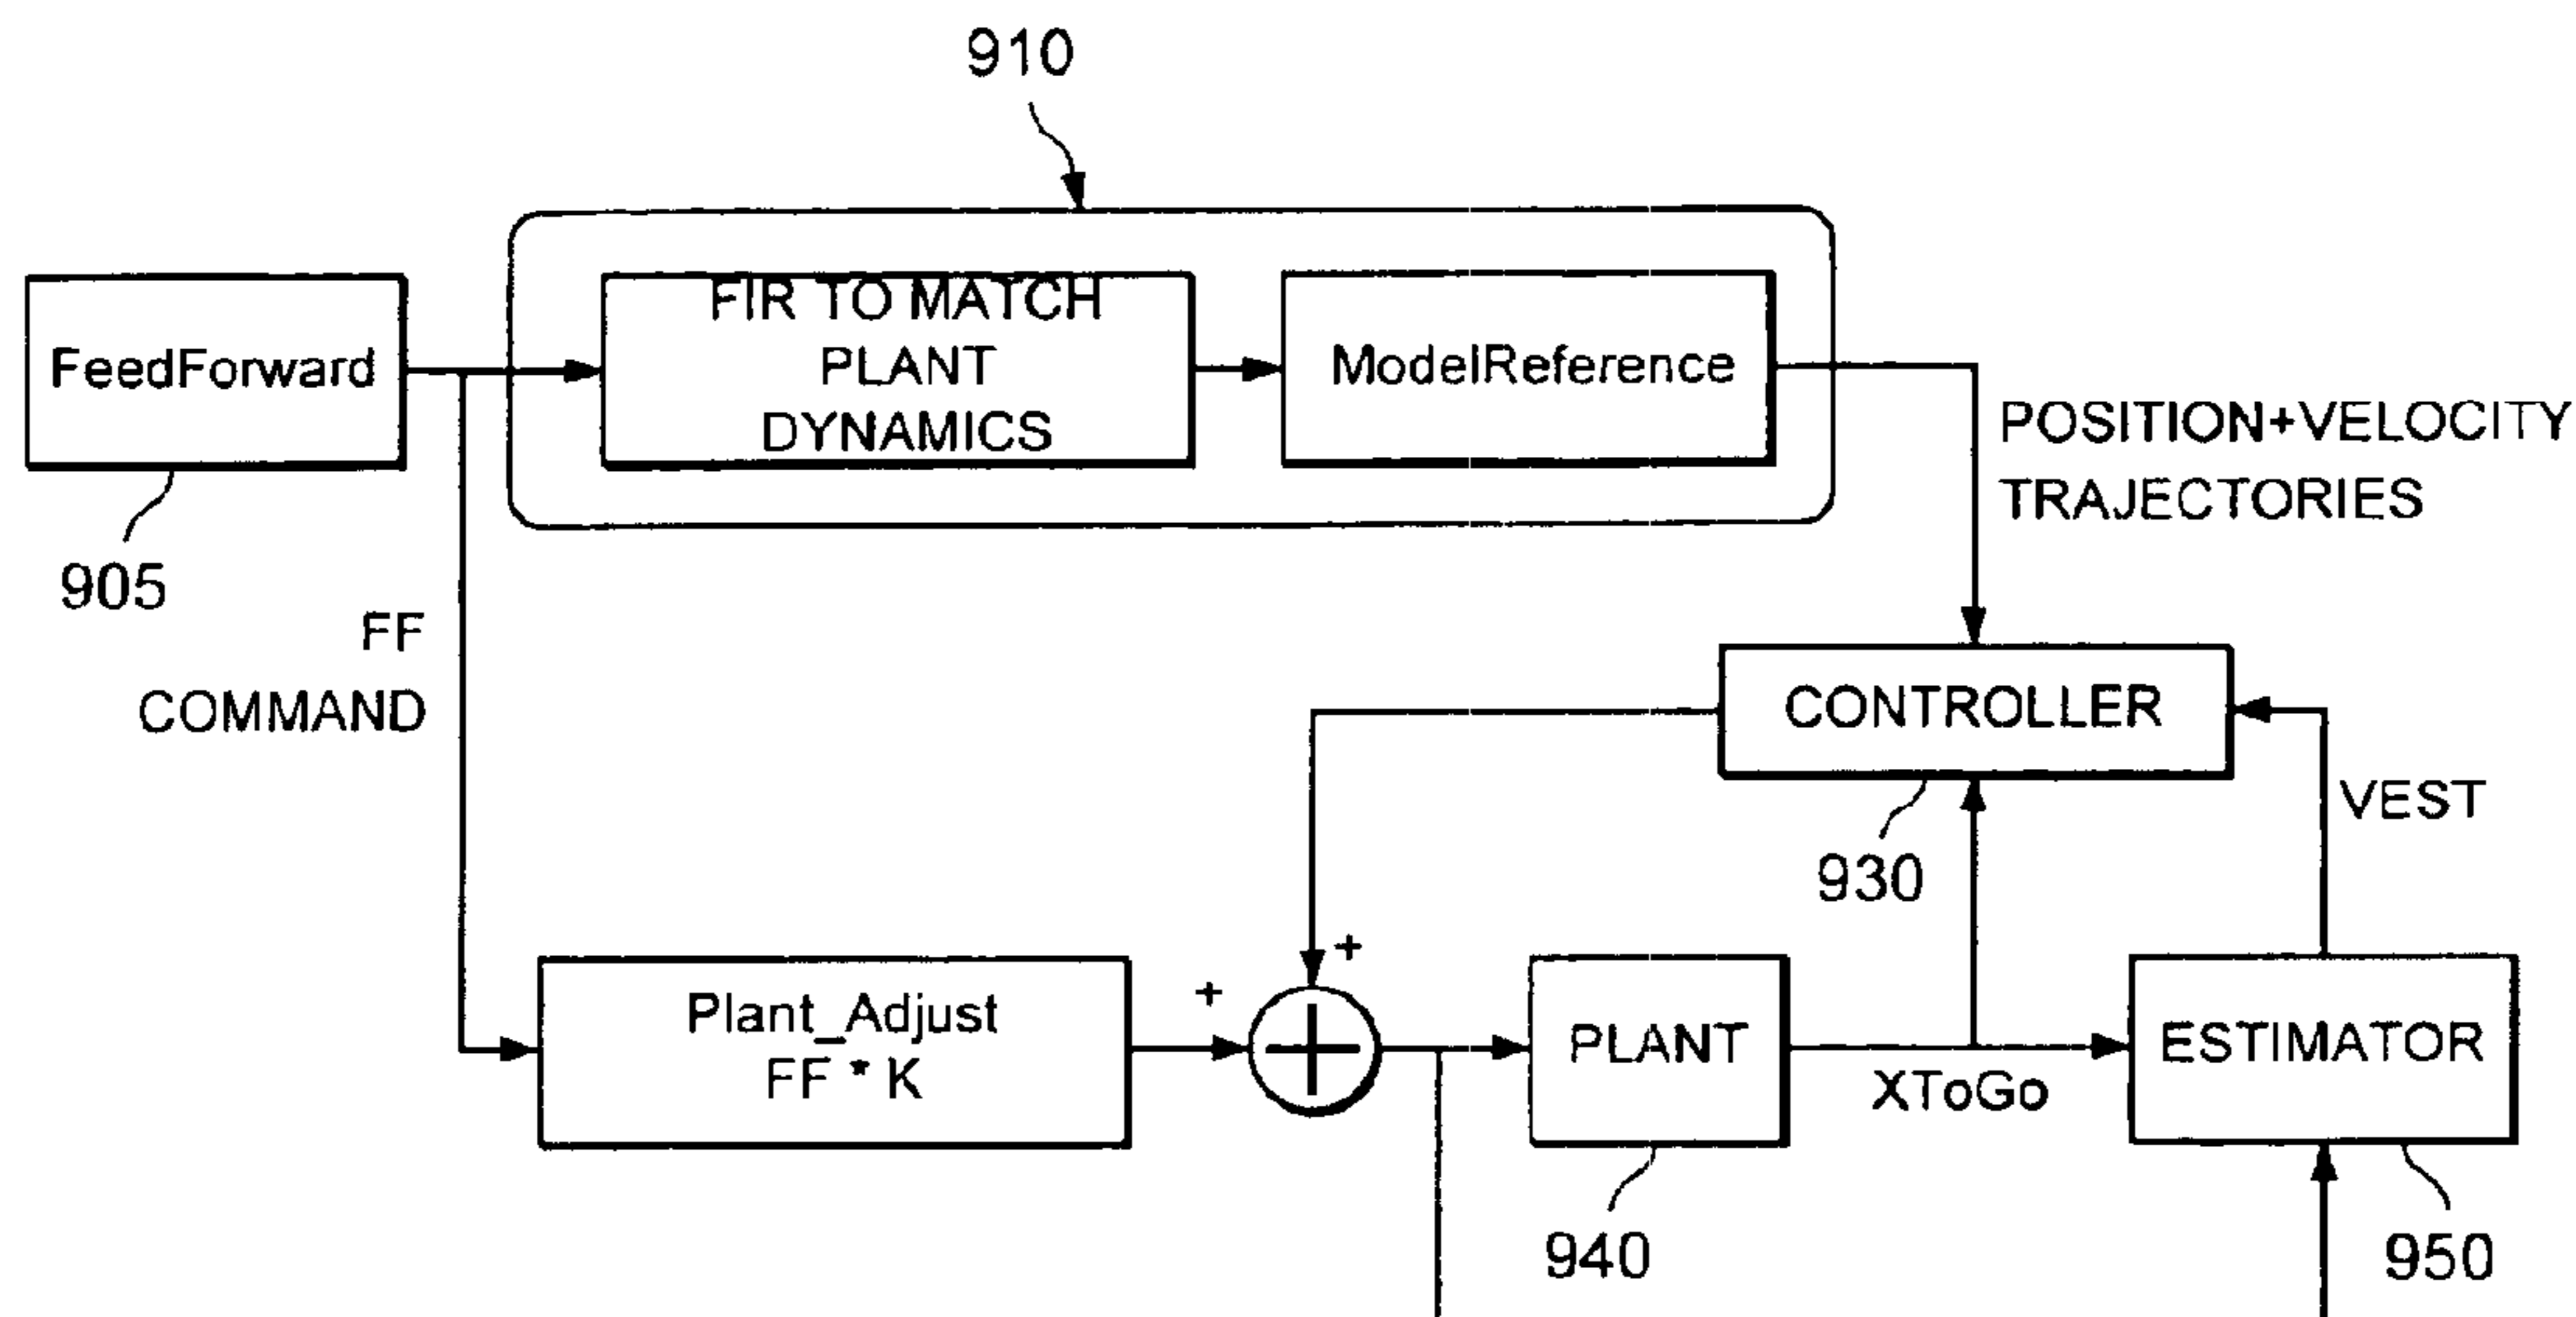 910
FeedForward
FIR TO MATCH
PLANT
DYNAMICS
ModelReference
POSITION+VELOCITY
TRAJECTORIES
905
FF
COMMAND
CONTROLLER
VEST
930
+
+
Plant_Adjust
FF * K
PLANT
XToGo
ESTIMATOR
940
950